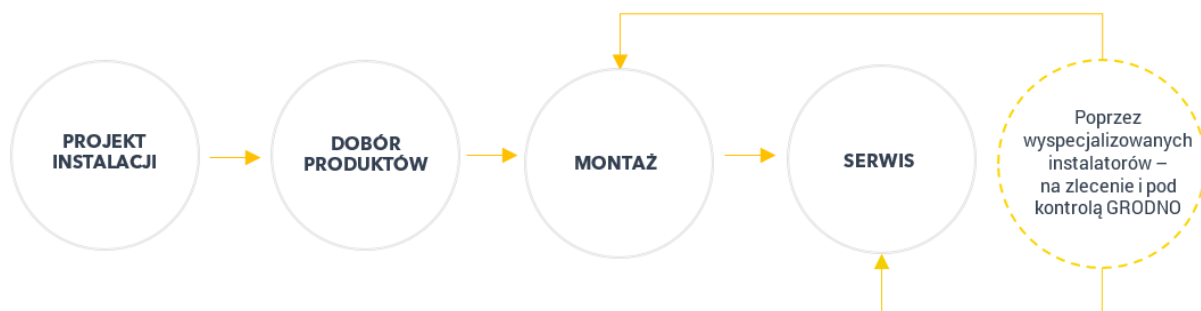 PROJEKT
INSTALACJI
DOBÓR
PRODUKTÓW
MONTAŻ
SERWIS
Poprzez
wyspecjalizowanych
instalatorów –
na zlecenie i pod
kontrolą GRODNO